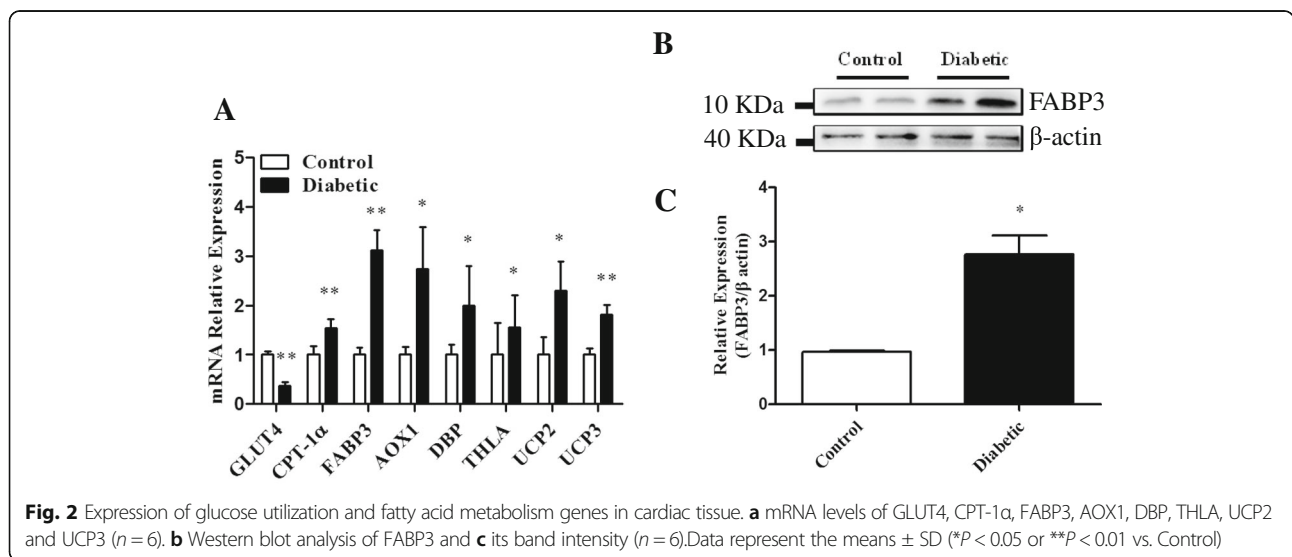 B
Control Diabetic
10 KDa FABP3
40 KDa β-actin
A
mRNA Relative Expression
5
4
3
2
1
0
Control
Diabetic
** ** ** * * * * **
GLUT4 CPT-1α FABP3 AOX1 DBP THLA UCP2 UCP3
C
Relative Expression
(FABP3/β actin)
4
3
2
1
0
*
Control Diabetic
Fig. 2 Expression of glucose utilization and fatty acid metabolism genes in cardiac tissue. a mRNA levels of GLUT4, CPT-1α, FABP3, AOX1, DBP, THLA, UCP2
and UCP3 (n = 6). b Western blot analysis of FABP3 and c its band intensity (n = 6).Data represent the means ± SD (*P < 0.05 or **P < 0.01 vs. Control)